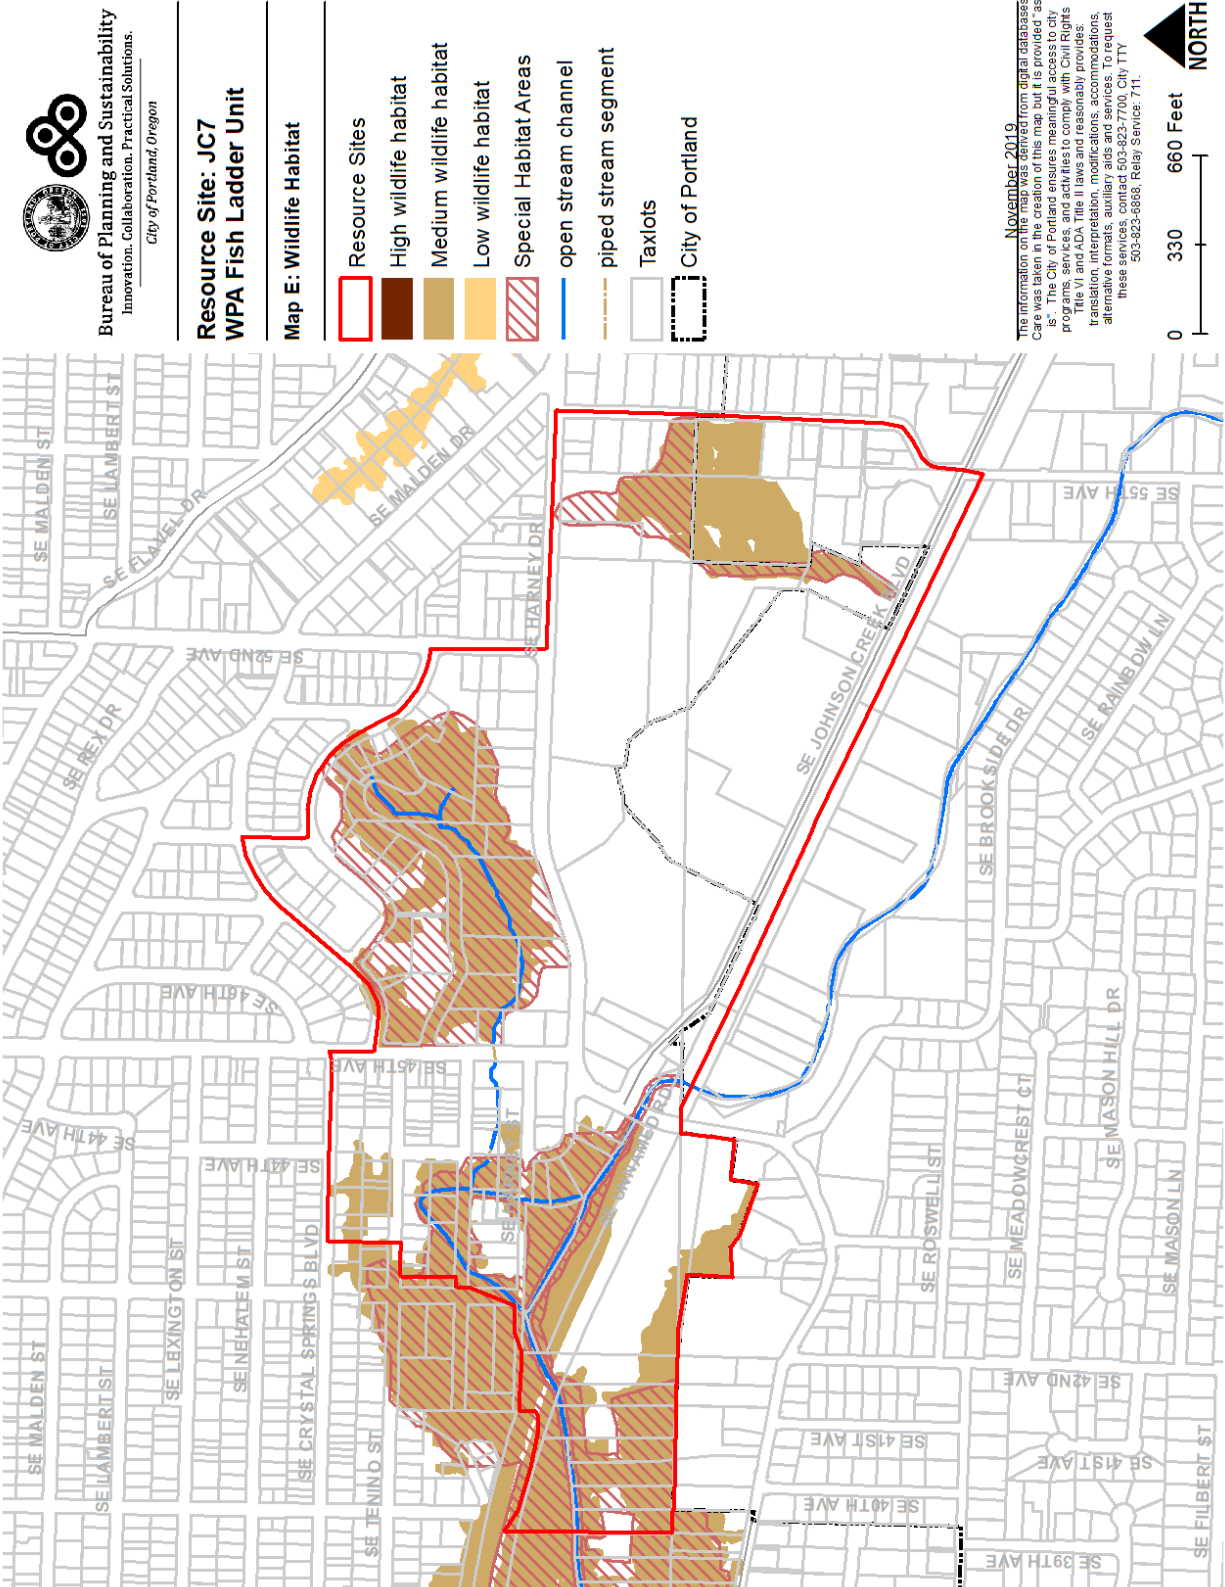 Bureau of Planning and Sustainability
Innovation. Collaboration. Practical Solutions.
City of Portland, Oregon
Resource Site: JC7
WPA Fish Ladder Unit
Map E: Wildlife Habitat
Resource Sites
High wildlife habitat
Medium wildlife habitat
Low wildlife habitat
Special Habitat Areas
open stream channel
piped stream segment
Taxlots
City of Portland
November 2019
The information on the map was derived from digital databases
Care was taken in the creation of this map but it is provided "as
is". The City of Portland ensures meaningful access to city
programs, services, and activities to comply with Civil Rights
Title VI and ADA Title II laws and reasonably provides:
translation, interpretation, modifications, accommodations,
alternative formats, auxiliary aids and services. To request
these services, contact 503-823-7700, City TTY
503-823-6868, Relay Service: 711.
0 330 660 Feet
NORTH
SE MALDEN ST
SE LAMBERT ST
SE FLAVEL DR
SE MALDEN DR
SE HARNEY DR
SE 52ND AVE
SE REX DR
SE 46TH AVE
SE 46TH AVE
SE 45TH AVE
SE 44TH AVE
SE 44TH AVE
SE 44TH AVE
SE 44TH AVE
SE MALDEN ST
SE LAMBERT ST
SE LEXINGTON ST
SE NEHALEM ST
SE CRYSTAL SPRINGS BLVD
SE TENINO ST
SE UNNAMED RD
SE JOHNSON CREEK BLVD
SE 55TH AVE
SE RAINBOW LN
SE BROOKSIDE DR
SE MASON HILL DR
SE MEADOWCREST CT
SE ROSWELL ST
SE MASON LN
SE 42ND AVE
SE 41ST AVE
SE 41ST AVE
SE 40TH AVE
SE 39TH AVE
SE FILBERT ST